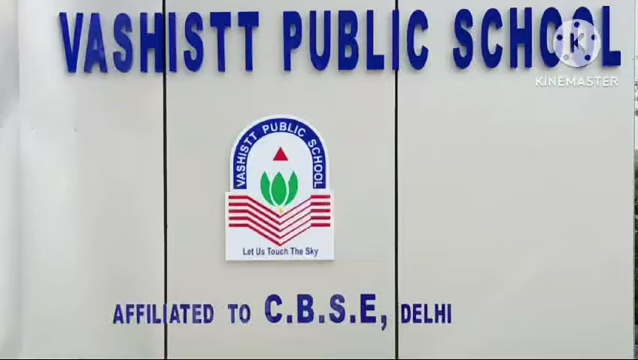 VASHISTT PUBLIC SCHOOL
KINEMASTER
VASHISTT PUBLIC SCHOOL
Let Us Touch The Sky
AFFILIATED TO C.B.S.E, DELHI